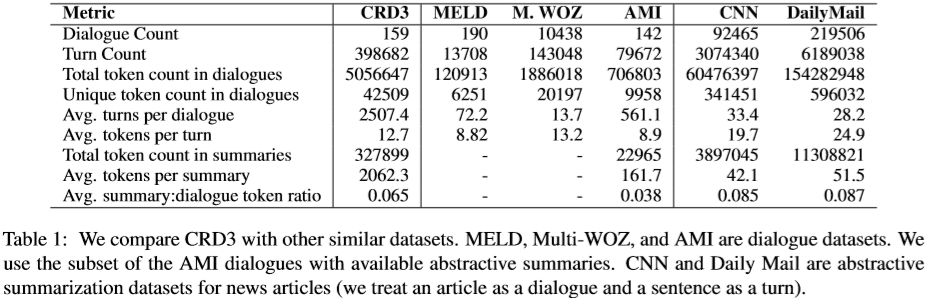 Metric CRD3 MELD M. WOZ AMI CNN DailyMail
Dialogue Count 159 190 10438 142 92465 219506
Turn Count 398682 13708 143048 79672 3074340 6189038
Total token count in dialogues 5056647 120913 1886018 706803 60476397 154282948
Unique token count in dialogues 42509 6251 20197 9958 341451 596032
Avg. turns per dialogue 2507.4 72.2 13.7 561.1 33.4 28.2
Avg. tokens per turn 12.7 8.82 13.2 8.9 19.7 24.9
Total token count in summaries 327899 - - 22965 3897045 11308821
Avg. tokens per summary 2062.3 - - 161.7 42.1 51.5
Avg. summary:dialogue token ratio 0.065 - - 0.038 0.085 0.087
Table 1: We compare CRD3 with other similar datasets. MELD, Multi-WOZ, and AMI are dialogue datasets. We
use the subset of the AMI dialogues with available abstractive summaries. CNN and Daily Mail are abstractive
summarization datasets for news articles (we treat an article as a dialogue and a sentence as a turn).